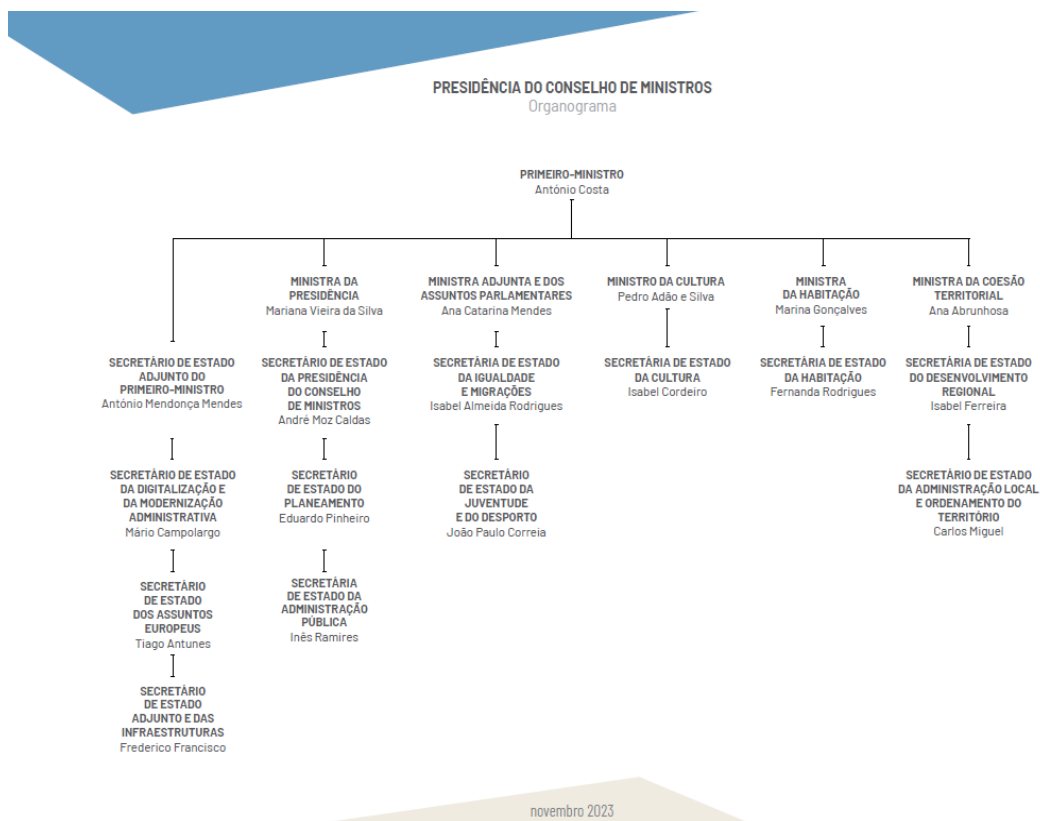 PRESIDÊNCIA DO CONSELHO DE MINISTROS
Organograma
PRIMEIRO-MINISTRO
António Costa
MINISTRA DA
PRESIDÊNCIA
Mariana Vieira da Silva
MINISTRA ADJUNTA E DOS
ASSUNTOS PARLAMENTARES
Ana Catarina Mendes
MINISTRO DA CULTURA
Pedro Adão e Silva
MINISTRA
DA HABITAÇÃO
Marina Gonçalves
MINISTRA DA COESÃO
TERRITORIAL
Ana Abrunhosa
SECRETÁRIO DE ESTADO
ADJUNTO DO
PRIMEIRO-MINISTRO
António Mendonça Mendes
SECRETÁRIO DE ESTADO
DA PRESIDÊNCIA
DO CONSELHO
DE MINISTROS
André Moz Caldas
SECRETÁRIA DE ESTADO
DA IGUALDADE
E MIGRAÇÕES
Isabel Almeida Rodrigues
SECRETÁRIA DE ESTADO
DA CULTURA
Isabel Cordeiro
SECRETÁRIA DE ESTADO
DA HABITAÇÃO
Fernanda Rodrigues
SECRETÁRIA DE ESTADO
DO DESENVOLVIMENTO
REGIONAL
Isabel Ferreira
SECRETÁRIO DE ESTADO
DA DIGITALIZAÇÃO E
DA MODERNIZAÇÃO
ADMINISTRATIVA
Mário Campolargo
SECRETÁRIO
DE ESTADO DO
PLANEAMENTO
Eduardo Pinheiro
SECRETÁRIO
DE ESTADO DA
JUVENTUDE
E DO DESPORTO
João Paulo Correia
SECRETÁRIO DE ESTADO
DA ADMINISTRAÇÃO LOCAL
E ORDENAMENTO DO
TERRITÓRIO
Carlos Miguel
SECRETÁRIO
DE ESTADO
DOS ASSUNTOS
EUROPEUS
Tiago Antunes
SECRETÁRIA
DE ESTADO DA
ADMINISTRAÇÃO
PÚBLICA
Inês Ramires
SECRETÁRIO
DE ESTADO
ADJUNTO E DAS
INFRAESTRUTURAS
Frederico Francisco
novembro 2023